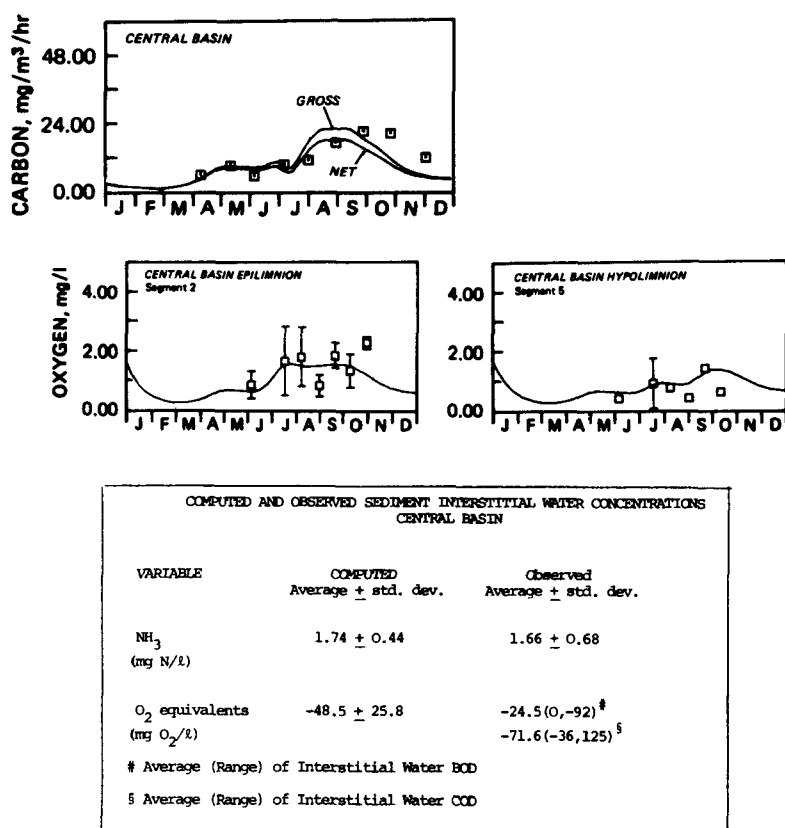 CENTRAL BASIN
CARBON, mg/m³/hr
48.00
24.00
0.00
GROSS
NET
J F M A M J J A S O N D
CENTRAL BASIN EPILIMNION
Segment 2
OXYGEN, mg/l
4.00
2.00
0.00
J F M A M J J A S O N D
CENTRAL BASIN HYPOLIMNION
Segment 5
4.00
2.00
0.00
J F M A M J J A S O N D
COMPUTED AND OBSERVED SEDIMENT INTERSTITIAL WATER CONCENTRATIONS
CENTRAL BASIN
VARIABLE COMPUTED Observed
Average ± std. dev. Average ± std. dev.
NH₃ 1.74 ± 0.44 1.66 ± 0.68
(mg N/ℓ)
O₂ equivalents -48.5 ± 25.8 -24.5(0,-92)#
(mg O₂/ℓ) -71.6(-36,125)§
# Average (Range) of Interstitial Water BOD
§ Average (Range) of Interstitial Water COD